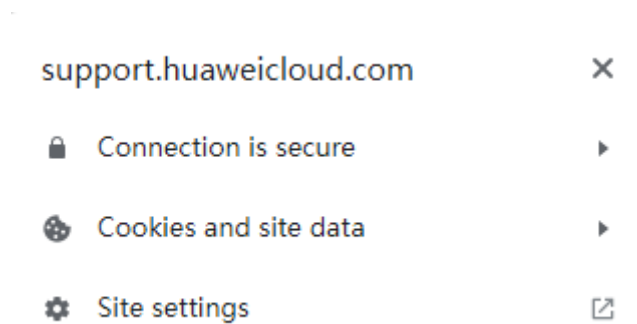 support.huaweicloud.com
Connection is secure
Cookies and site data
Site settings